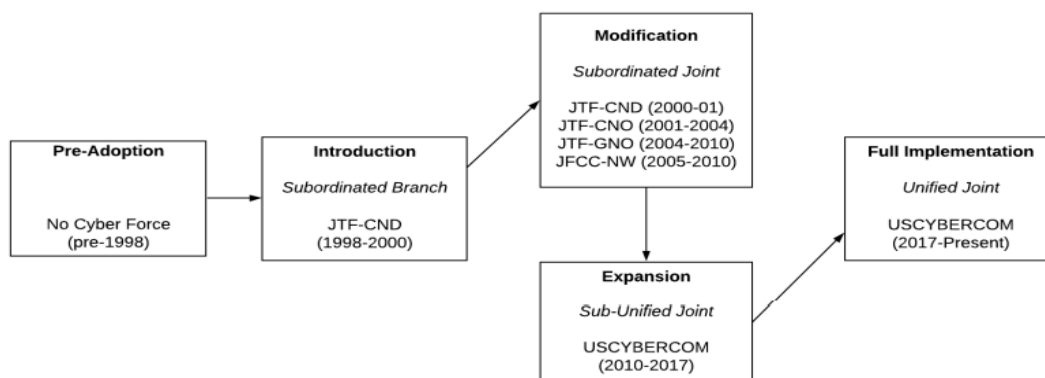 Pre-Adoption
No Cyber Force
(pre-1998)
Introduction
Subordinated Branch
JTF-CND
(1998-2000)
Modification
Subordinated Joint
JTF-CND (2000-01)
JTF-CNO (2001-2004)
JTF-GNO (2004-2010)
JFCC-NW (2005-2010)
Expansion
Sub-Unified Joint
USCYBERCOM
(2010-2017)
Full Implementation
Unified Joint
USCYBERCOM
(2017-Present)